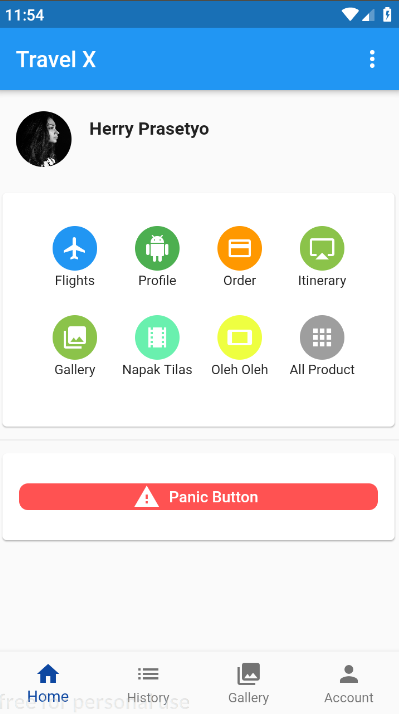 11:54
Travel X
Herry Prasetyo
Flights Profile Order Itinerary
Gallery Napak Tilas Oleh Oleh All Product
Panic Button
Home History Gallery Account
free for personal use